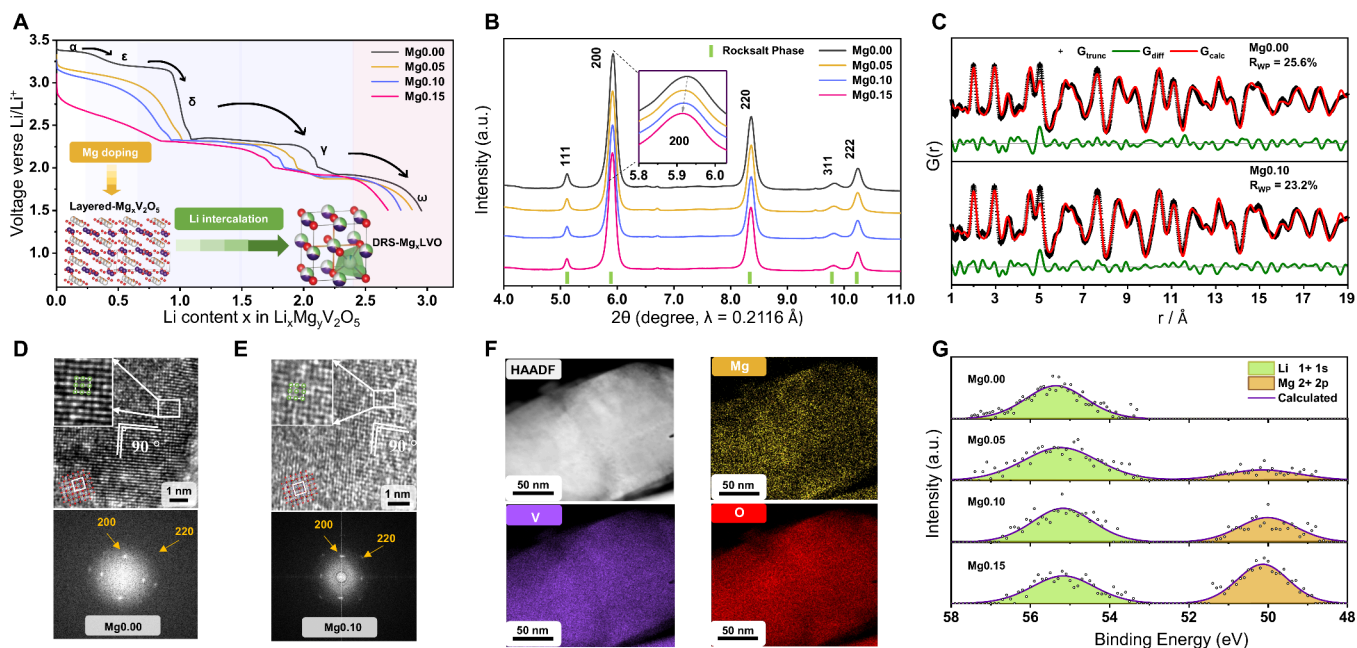 A
3.5
3.0
2.5
2.0
1.5
1.0
Voltage verse Li/Li⁺
α
ε
δ
γ
ω
Mg0.00
Mg0.05
Mg0.10
Mg0.15
Mg doping
Layered-MgₓV₂O₅
Li intercalation
DRS-MgₓLVO
0.0 0.5 1.0 1.5 2.0 2.5 3.0
Li content x in LiₓMgᵧV₂O₅
B
Intensity (a.u.)
Rocksalt Phase
Mg0.00
Mg0.05
Mg0.10
Mg0.15
111
200
220
311
222
200
5.8 5.9 6.0
4.0 5.0 6.0 7.0 8.0 9.0 10.0 11.0
2θ (degree, λ = 0.2116 Å)
C
G(r)
+ Gtrunc Gdiff Gcalc
Mg0.00
RWP = 25.6%
Mg0.10
RWP = 23.2%
1 3 5 7 9 11 13 15 17 19
r / Å
D
90°
1 nm
200
220
Mg0.00
E
90°
1 nm
200
220
Mg0.10
F
HAADF
50 nm
Mg
50 nm
V
50 nm
O
50 nm
G
Intensity (a.u.)
Li 1+ 1s
Mg 2+ 2p
Calculated
Mg0.00
Mg0.05
Mg0.10
Mg0.15
58 56 54 52 50 48
Binding Energy (eV)